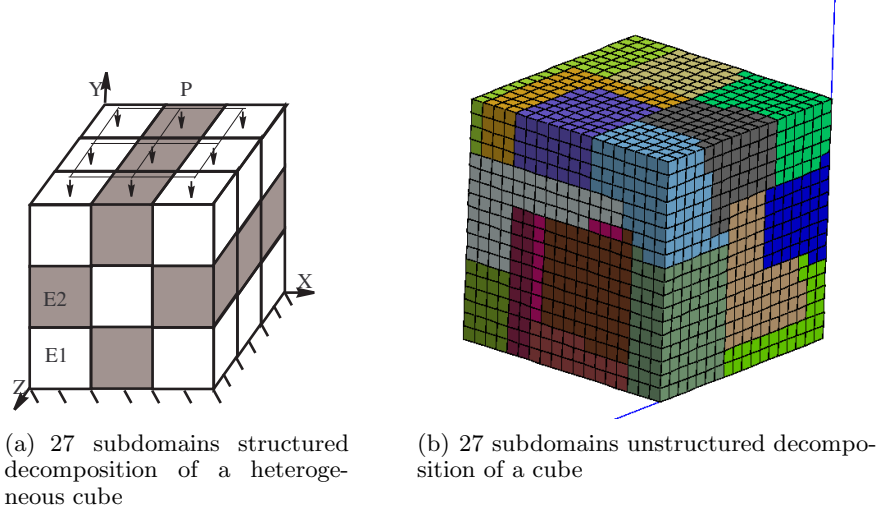 Y
P
X
E2
E1
Z
(a) 27 subdomains structured
decomposition of a heteroge-
neous cube
(b) 27 subdomains unstructured decompo-
sition of a cube